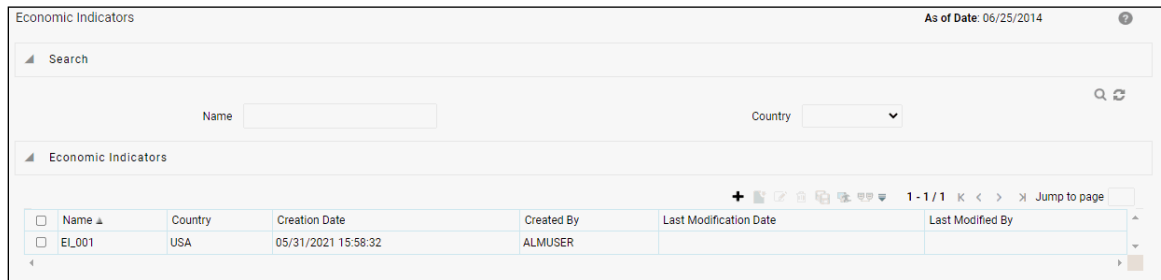 Economic Indicators As of Date: 06/25/2014 ?
Search
Name Country
Economic Indicators
1 - 1 / 1 Jump to page
Name Country Creation Date Created By Last Modification Date Last Modified By
EI_001 USA 05/31/2021 15:58:32 ALMUSER